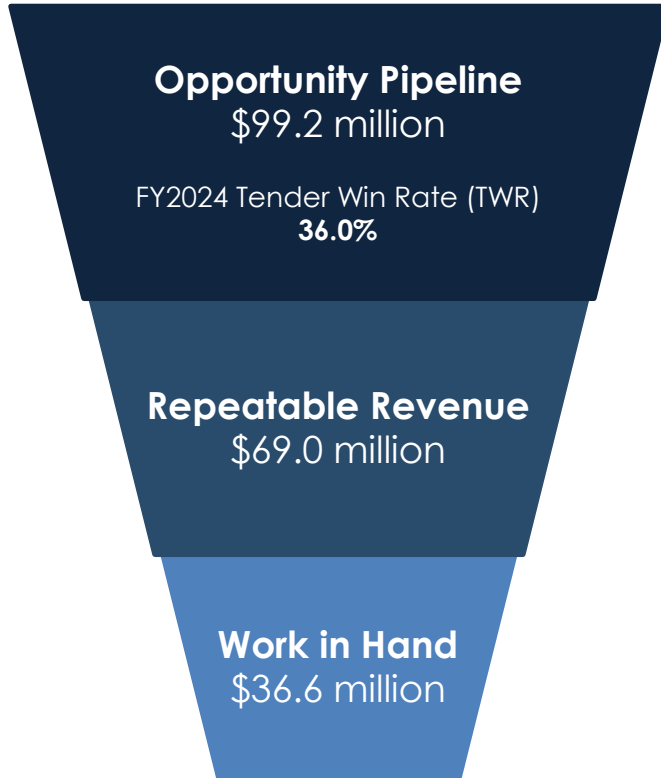 Opportunity Pipeline
$99.2 million
FY2024 Tender Win Rate (TWR)
36.0%
Repeatable Revenue
$69.0 million
Work in Hand
$36.6 million